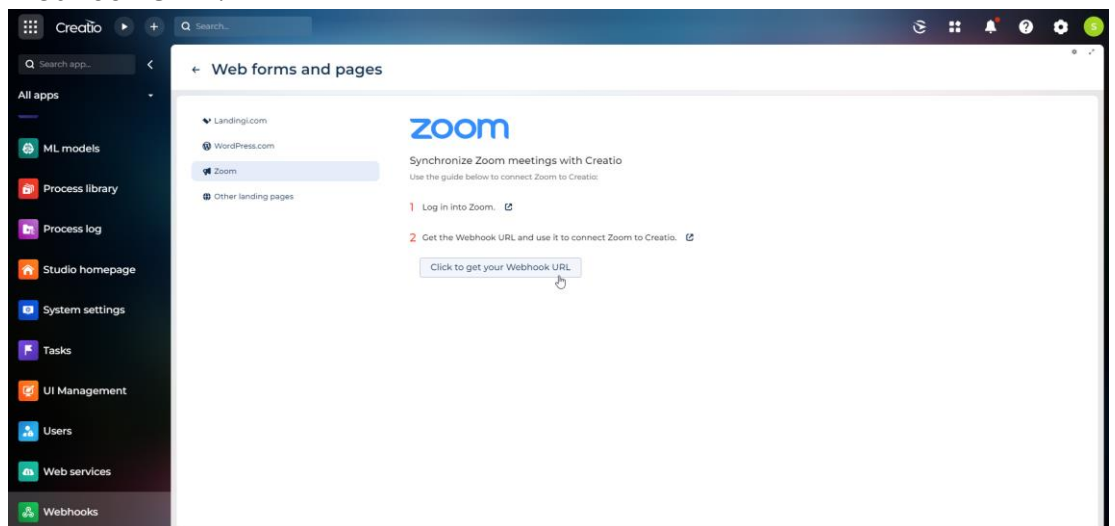 Creatio
Search...
Search app...
Web forms and pages
All apps
ML models
Process library
Process log
Studio homepage
System settings
Tasks
UI Management
Users
Web services
Webhooks
Landingi.com
WordPress.com
Zoom
Other landing pages
zoom
Synchronize Zoom meetings with Creatio
Use the guide below to connect Zoom to Creatio:
1 Log in into Zoom.
2 Get the Webhook URL and use it to connect Zoom to Creatio.
Click to get your Webhook URL
S